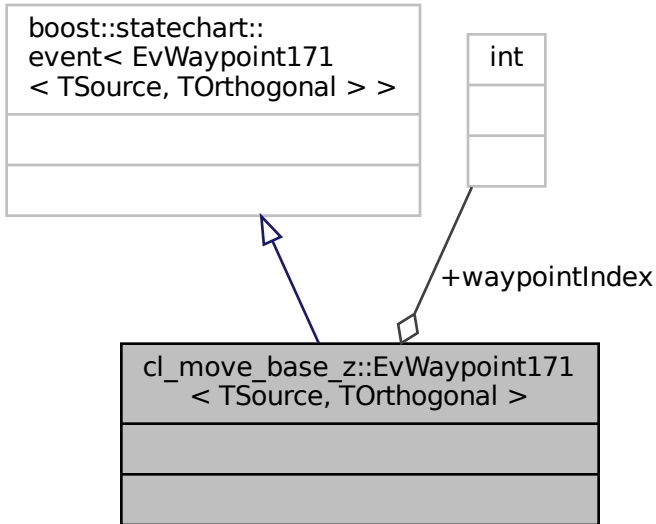 boost::statechart::
event< EvWaypoint171
< TSource, TOrthogonal > >
int
+waypointIndex
cl_move_base_z::EvWaypoint171
< TSource, TOrthogonal >